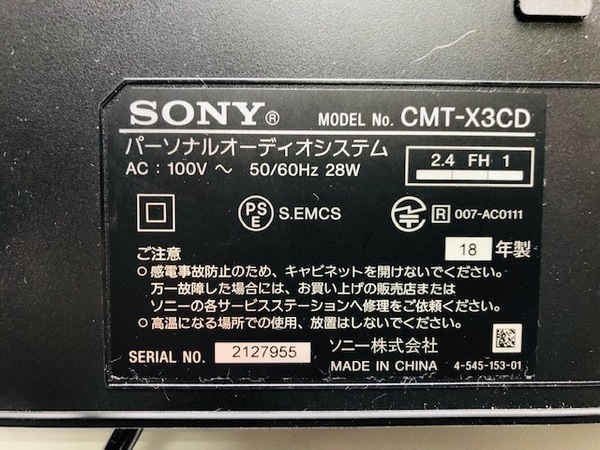 SONY® MODEL No. CMT-X3CD
パーソナルオーディオシステム
AC : 100V ～ 50/60Hz 28W
2.4 FH 1
PSE S.EMCS
R 007-AC0111
18 年製
ご注意
○感電事故防止のため、キャビネットを開けないでください。
万一故障した場合には、お買い上げの販売店または
ソニーの各サービスステーションへ修理をご依頼ください。
○高温になる場所での使用、放置はしないでください。
SERIAL NO. 2127955
ソニー株式会社
MADE IN CHINA 4-545-153-01